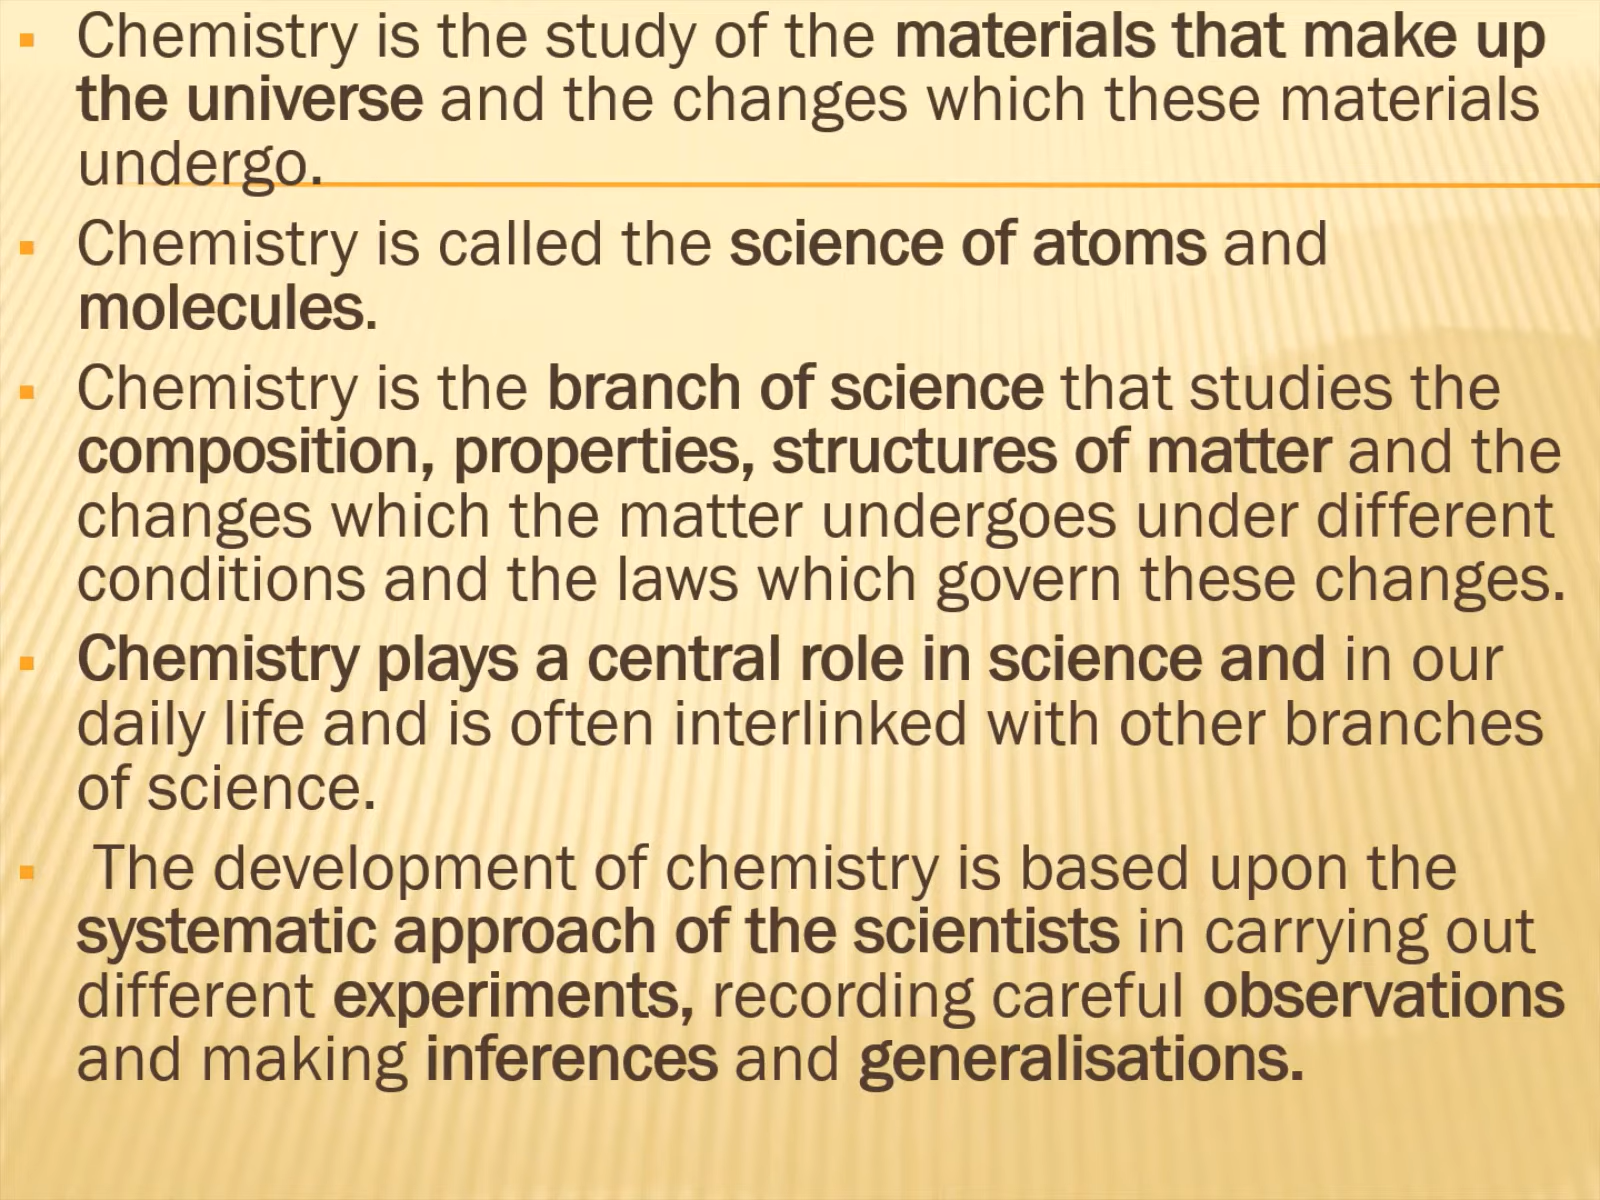 ▪ Chemistry is the study of the materials that make up
the universe and the changes which these materials
undergo.
▪ Chemistry is called the science of atoms and
molecules.
▪ Chemistry is the branch of science that studies the
composition, properties, structures of matter and the
changes which the matter undergoes under different
conditions and the laws which govern these changes.
▪ Chemistry plays a central role in science and in our
daily life and is often interlinked with other branches
of science.
▪ The development of chemistry is based upon the
systematic approach of the scientists in carrying out
different experiments, recording careful observations
and making inferences and generalisations.